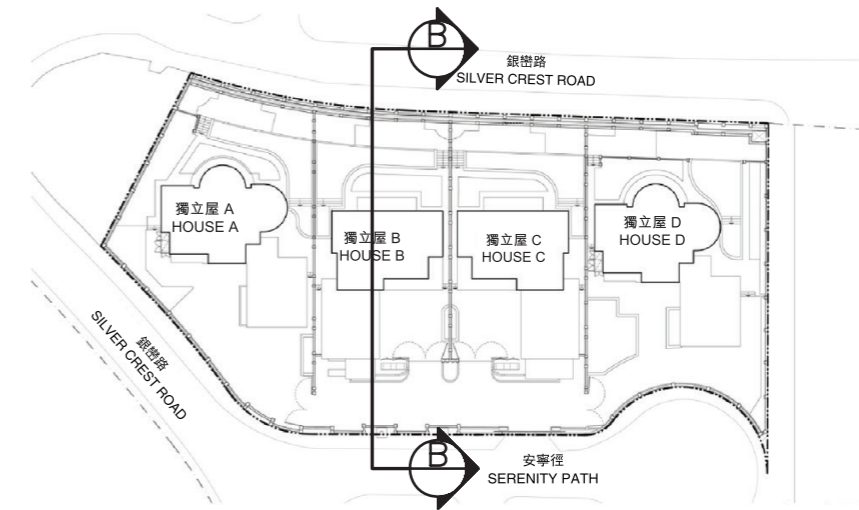 B
銀巒路
SILVER CREST ROAD
獨立屋 A
HOUSE A
獨立屋 B
HOUSE B
獨立屋 C
HOUSE C
獨立屋 D
HOUSE D
銀巒路
SILVER CREST ROAD
B
安寧徑
SERENITY PATH